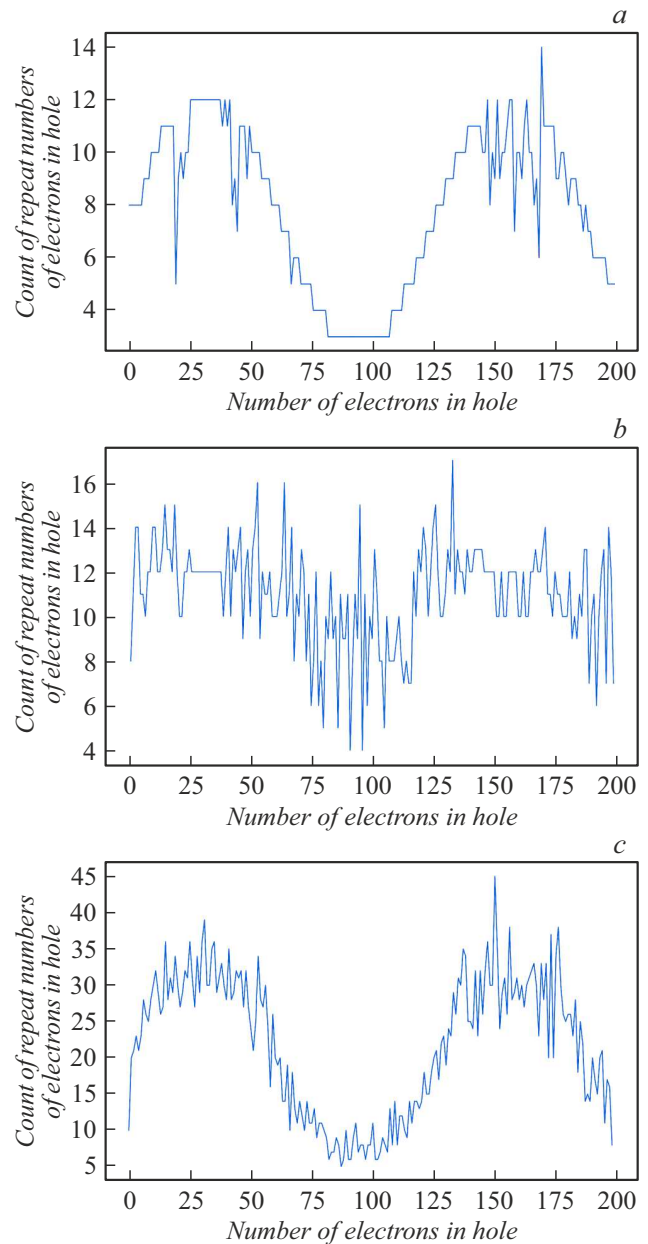 a
Count of repeat numbers
of electrons in hole
14
12
10
8
6
4
0 25 50 75 100 125 150 175 200
Number of electrons in hole
b
Count of repeat numbers
of electrons in hole
16
14
12
10
8
6
4
0 25 50 75 100 125 150 175 200
Number of electrons in hole
c
Count of repeat numbers
of electrons in hole
45
40
35
30
25
20
15
10
5
0 25 50 75 100 125 150 175 200
Number of electrons in hole